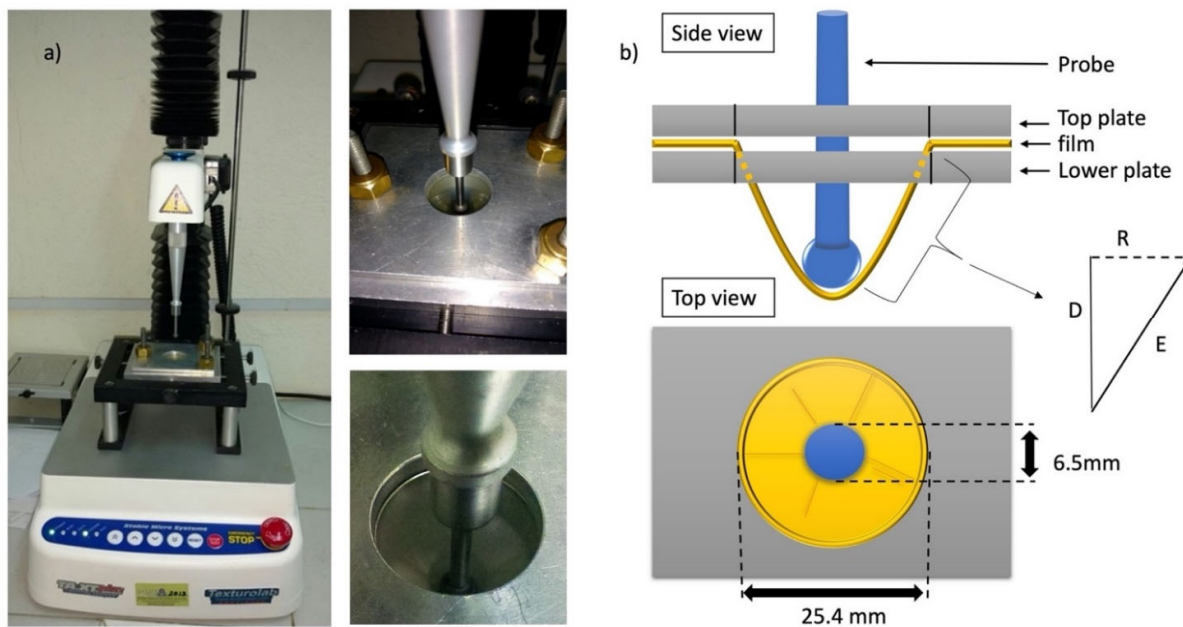 a)
Stable Micro Systems
STOP
Texturolab
2013
b)
Side view
Probe
Top plate
film
Lower plate
Top view
R
D
E
6.5mm
25.4 mm